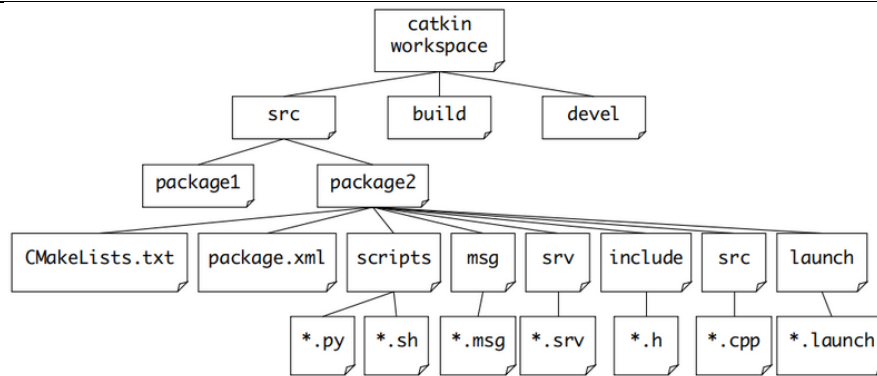 catkin
workspace
src
build
devel
package1
package2
CMakeLists.txt
package.xml
scripts
msg
srv
include
src
launch
*.py
*.sh
*.msg
*.srv
*.h
*.cpp
*.launch